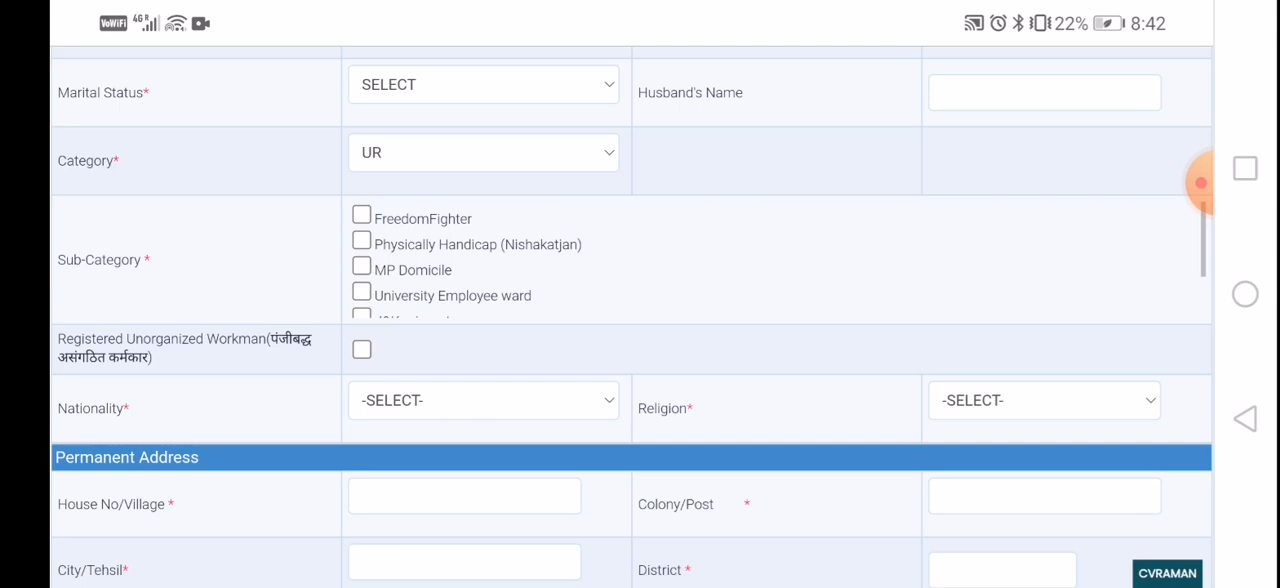 VoWiFi 4G R 22% 8:42
Marital Status* SELECT Husband's Name
Category* UR
Sub-Category *
FreedomFighter
Physically Handicap (Nishakatjan)
MP Domicile
University Employee ward
Registered Unorganized Workman(पंजीबद्ध
असंगठित कर्मकार)
Nationality* -SELECT- Religion* -SELECT-
Permanent Address
House No/Village * Colony/Post *
City/Tehsil* District *
CVRAMAN